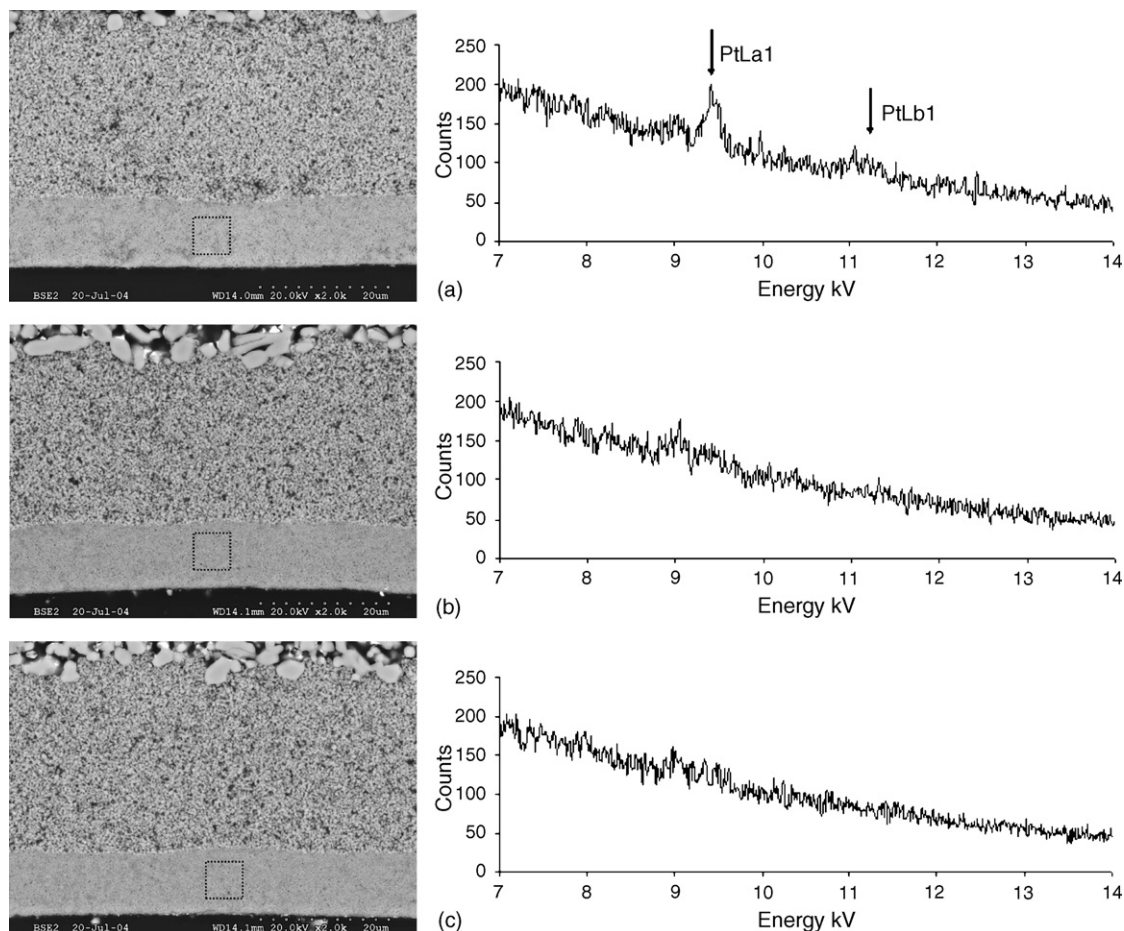 250
200
150
100
50
0
Counts
PtLa1
PtLb1
7 8 9 10 11 12 13 14
Energy kV
BSE2 20-Jul-04 WD14.0mm 20.0kV x2.0k 20um
(a)
250
200
150
100
50
0
Counts
7 8 9 10 11 12 13 14
Energy kV
BSE2 20-Jul-04 WD14.1mm 20.0kV x2.0k 20um
(b)
250
200
150
100
50
0
Counts
7 8 9 10 11 12 13 14
Energy kV
BSE2 20-Jul-04 WD14.1mm 20.0kV x2.0k 20um
(c)